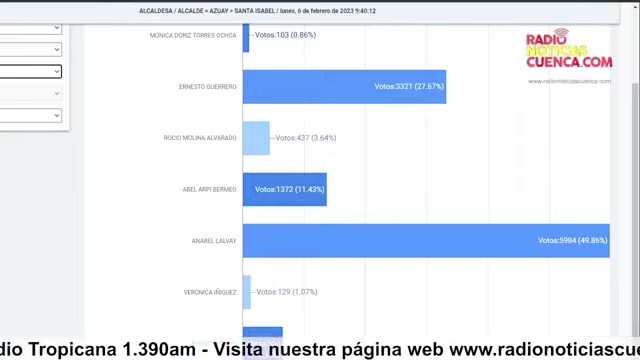 ALCALDESA / ALCALDE » AZUAY » SANTA ISABEL / lunes, 6 de febrero de 2023 9:40:12
MONICA DORIZ TORRES OCHOA
Votos:103 (0.86%)
RADIO
NOTICIAS
CUENCA.COM
www.radionoticiascuenca.com
ERNESTO GUERRERO
Votos:3321 (27.67%)
ROCIO MOLINA ALVARADO
Votos:437 (3.64%)
ABEL ARPI BERMEO
Votos:1372 (11.43%)
ANABEL LALVAY
Votos:5984 (49.86%)
VERONICA IÑIGUEZ
Votos:129 (1.07%)
dio Tropicana 1.390am - Visita nuestra página web www.radionoticiascue